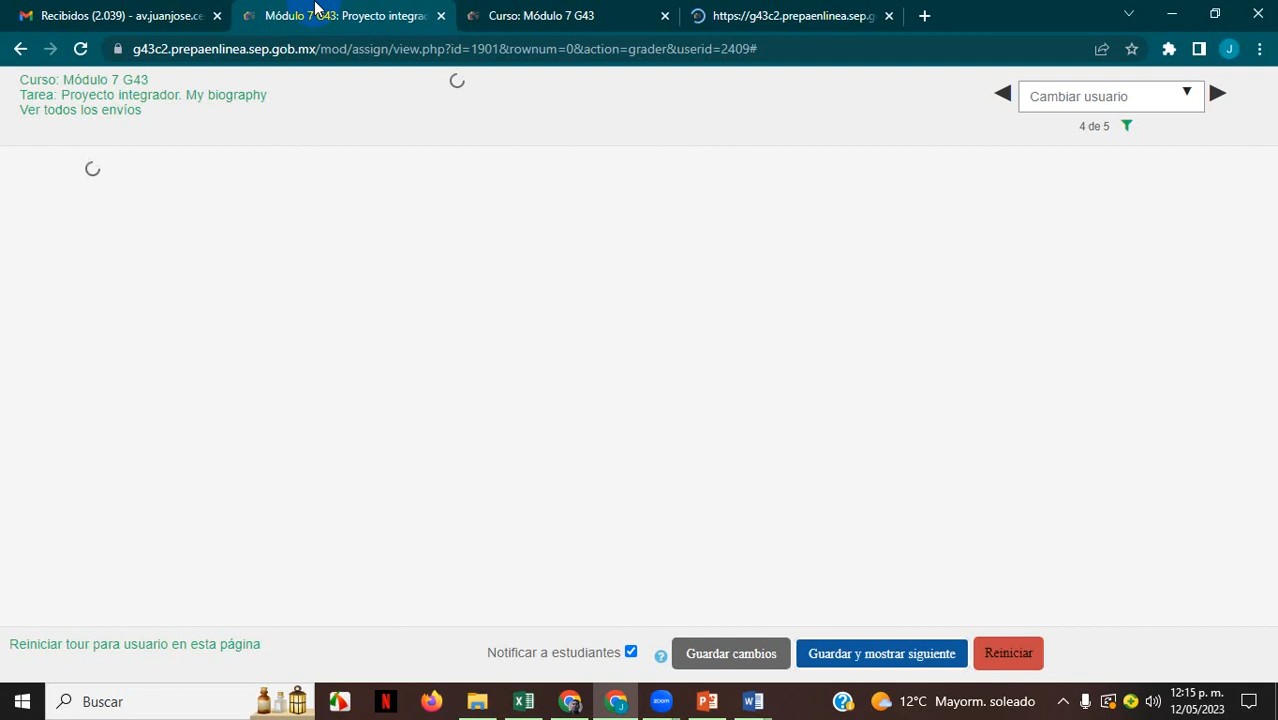 Recibidos (2.039) - av.juanjose.ce
Módulo 7 G43: Proyecto integrad
Curso: Módulo 7 G43
https://g43c2.prepaenlinea.sep.g
g43c2.prepaenlinea.sep.gob.mx/mod/assign/view.php?id=1901&rownum=0&action=grader&userid=2409#
J
Curso: Módulo 7 G43
Tarea: Proyecto integrador. My biography
Ver todos los envíos
Cambiar usuario
4 de 5
Reiniciar tour para usuario en esta página
Notificar a estudiantes
?
Guardar cambios
Guardar y mostrar siguiente
Reiniciar
Buscar
zoom
12°C Mayorm. soleado
12:15 p. m.
12/05/2023